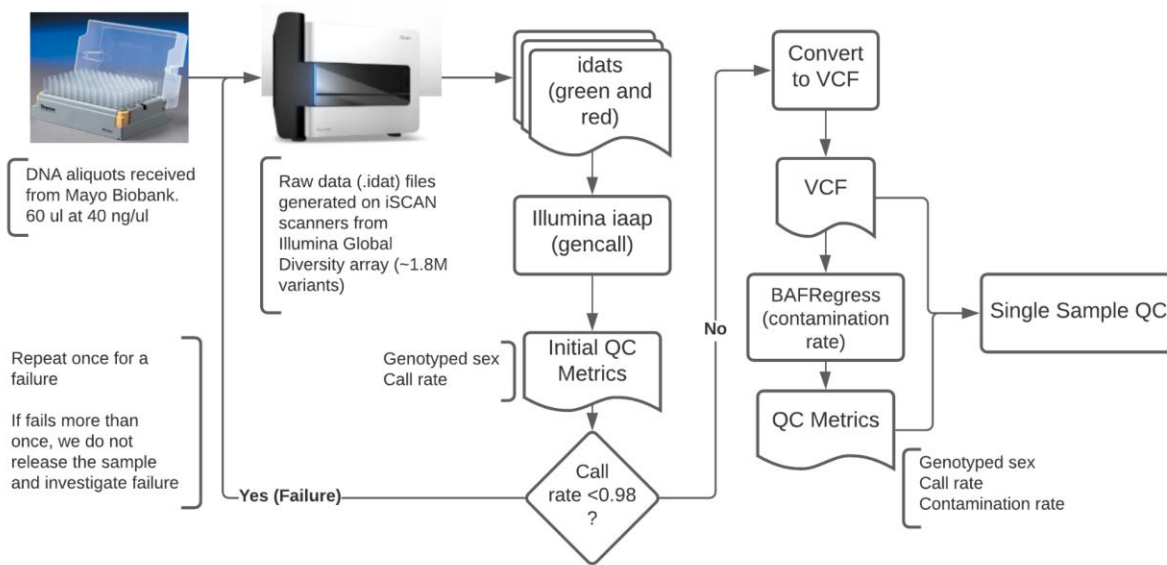 DNA aliquots received
from Mayo Biobank.
60 ul at 40 ng/ul
Raw data (.idat) files
generated on iSCAN
scanners from
Illumina Global
Diversity array (~1.8M
variants)
idats
(green and
red)
Illumina iaap
(gencall)
Genotyped sex
Call rate
Initial QC
Metrics
Call
rate <0.98
?
Yes (Failure)
No
Repeat once for a
failure
If fails more than
once, we do not
release the sample
and investigate failure
Convert
to VCF
VCF
BAFRegress
(contamination
rate)
QC Metrics
Genotyped sex
Call rate
Contamination rate
Single Sample QC